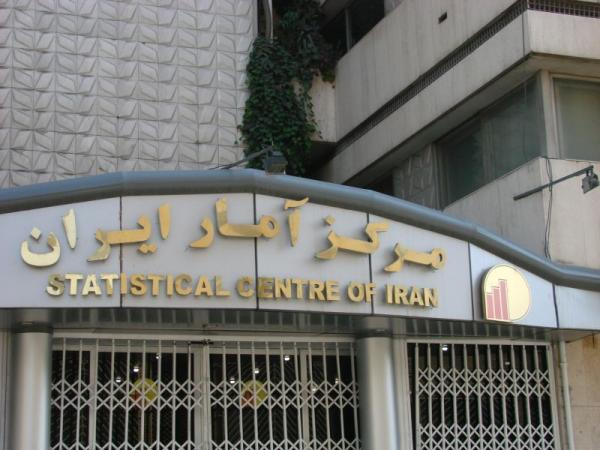 مرکز آمار ایران
STATISTICAL CENTRE OF IRAN